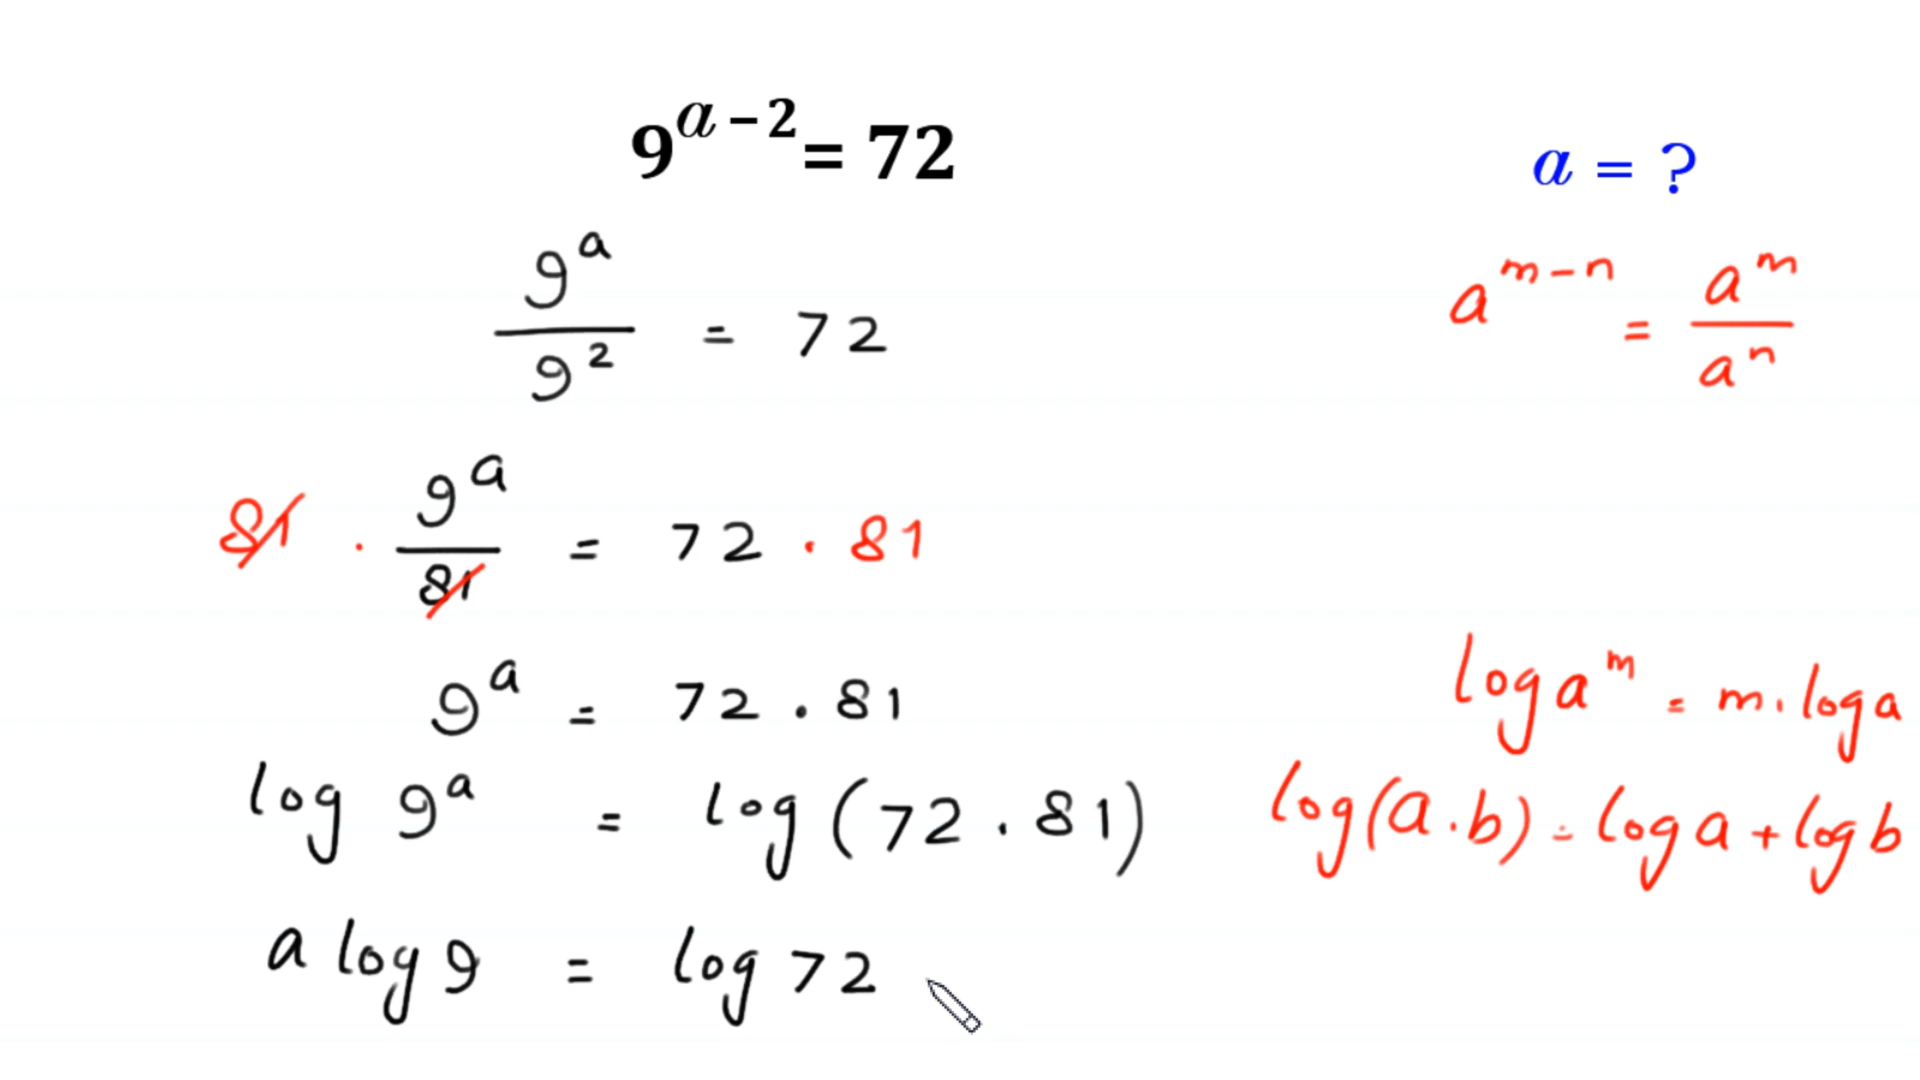 9^{a-2} = 72
a = ?
9^a / 9^2 = 72
a^{m-n} = a^m / a^n
81 · 9^a / 81 = 72 · 81
9^a = 72 · 81
log a^m = m · log a
log 9^a = log (72 · 81)
log(a · b) = log a + log b
a log 9 = log 72